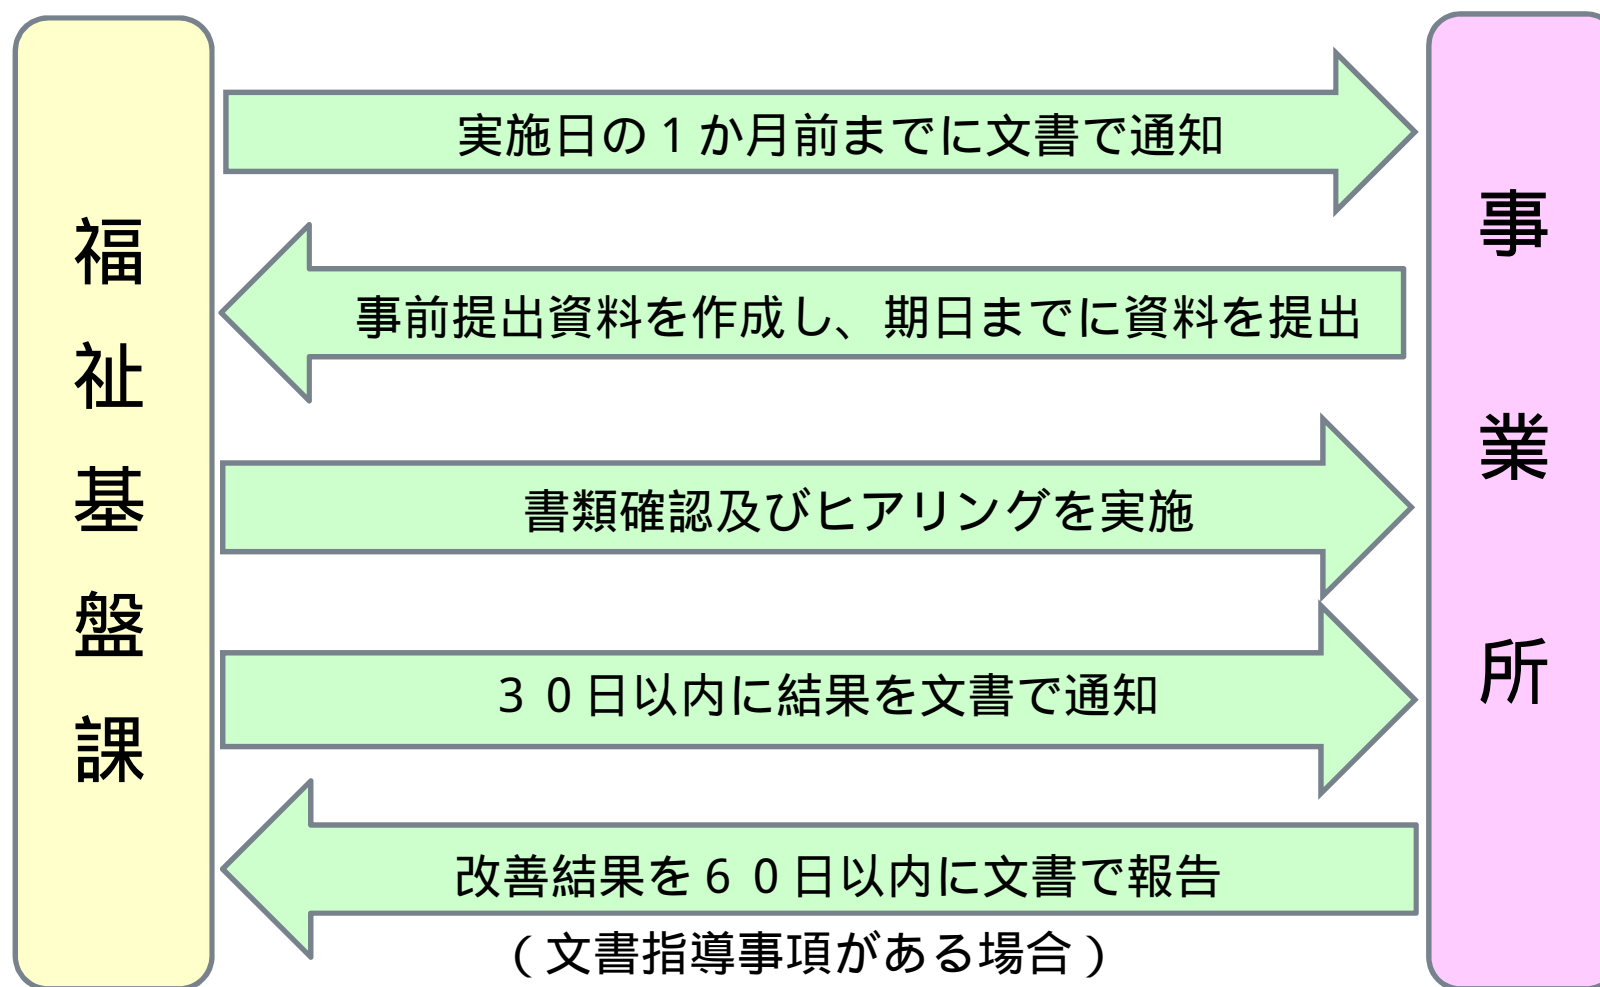 福祉基盤課
実施日の１か月前までに文書で通知
事前提出資料を作成し、期日までに資料を提出
書類確認及びヒアリングを実施
３０日以内に結果を文書で通知
改善結果を６０日以内に文書で報告
（文書指導事項がある場合）
事業所